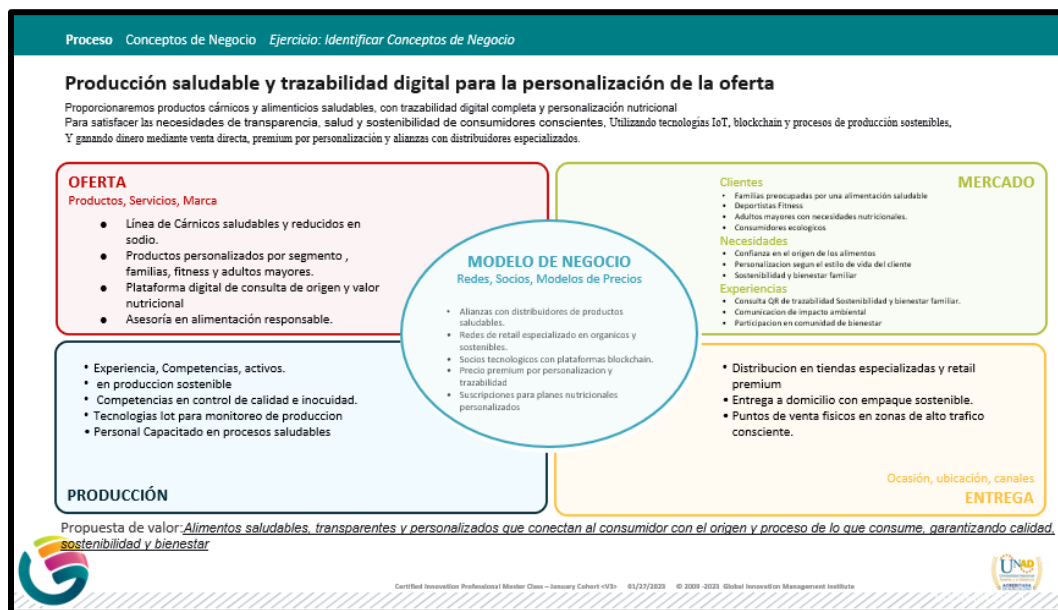 Proceso Conceptos de Negocio Ejercicio: Identificar Conceptos de Negocio
Producción saludable y trazabilidad digital para la personalización de la oferta
Proporcionaremos productos cárnicos y alimenticios saludables, con trazabilidad digital completa y personalización nutricional
Para satisfacer las necesidades de transparencia, salud y sostenibilidad de consumidores conscientes, Utilizando tecnologías IoT, blockchain y procesos de producción sostenibles,
Y ganando dinero mediante venta directa, premium por personalización y alianzas con distribuidores especializados.
OFERTA
Productos, Servicios, Marca
● Línea de Cárnicos saludables y reducidos en
sodio.
● Productos personalizados por segmento ,
familias, fitness y adultos mayores.
● Plataforma digital de consulta de origen y valor
nutricional
● Asesoría en alimentación responsable.
MERCADO
Clientes
• Familias preocupadas por una alimentación saludable
• Deportistas Fitness
• Adultos mayores con necesidades nutricionales.
• Consumidores ecologicos
Necesidades
• Confianza en el origen de los alimentos
• Personalizacion segun el estilo de vida del cliente
• Sostenibilidad y bienestar familiar
Experiencias
• Consulta QR de trazabilidad Sostenibilidad y bienestar familiar.
• Comunicacion de impacto ambiental
• Participacion en comunidad de bienestar
MODELO DE NEGOCIO
Redes, Socios, Modelos de Precios
• Alianzas con distribuidores de productos
saludables.
• Redes de retail especializado en organicos y
sostenibles.
• Socios tecnologicos con plataformas blockchain.
• Precio premium por personalizacion y
trazabilidad
• Suscripciones para planes nutricionales
personalizados
• Experiencia, Competencias, activos.
• en produccion sostenible
• Competencias en control de calidad e inocuidad.
• Tecnologias Iot para monitoreo de produccion
• Personal Capacitado en procesos saludables
PRODUCCIÓN
• Distribucion en tiendas especializadas y retail
premium
• Entrega a domicilio con empaque sostenible.
• Puntos de venta fisicos en zonas de alto trafico
consciente.
Ocasión, ubicación, canales
ENTREGA
Propuesta de valor: Alimentos saludables, transparentes y personalizados que conectan al consumidor con el origen y proceso de lo que consume, garantizando calidad,
sostenibilidad y bienestar
Certified Innovation Professional Master Class – January Cohort <V3> 01/27/2023 © 2009 -2023 Global Innovation Management Institute
UNAD